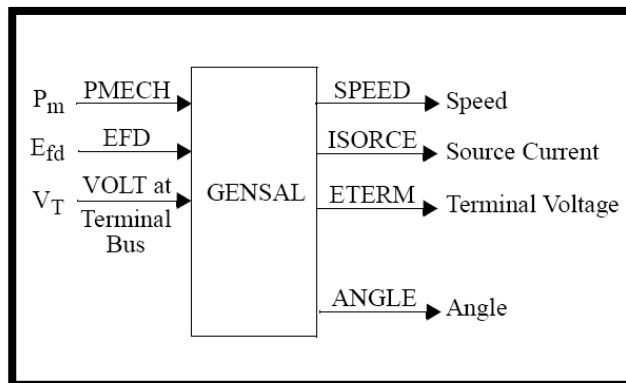 P_m PMECH
E_fd EFD
V_T VOLT at
Terminal
Bus
GENSAL
SPEED Speed
ISORCE Source Current
ETERM Terminal Voltage
ANGLE Angle